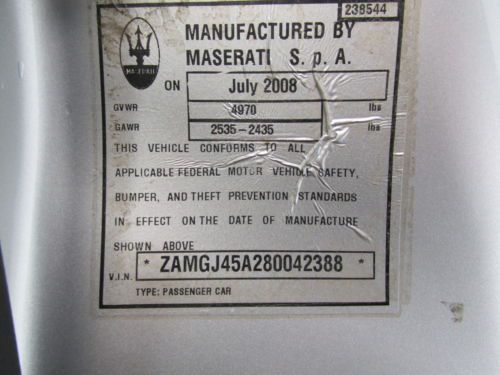 238544
MANUFACTURED BY
MASERATI S. p. A.
MASERATI
ON July 2008
GVWR 4970 lbs
GAWR 2535-2435 lbs
THIS VEHICLE CONFORMS TO ALL
APPLICABLE FEDERAL MOTOR VEHICLE SAFETY,
BUMPER, AND THEFT PREVENTION STANDARDS
IN EFFECT ON THE DATE OF MANUFACTURE
SHOWN ABOVE
V.I.N. * ZAMGJ45A280042388 *
TYPE: PASSENGER CAR